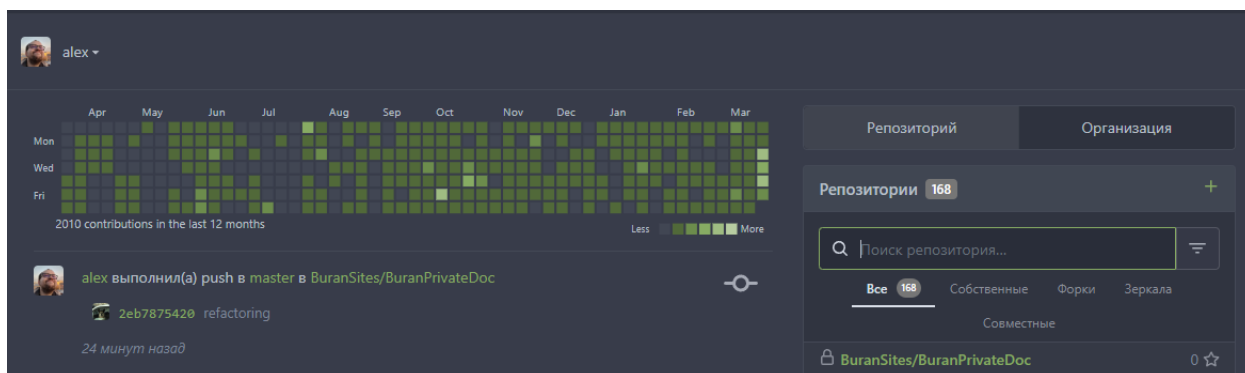 alex
Apr May Jun Jul Aug Sep Oct Nov Dec Jan Feb Mar
Mon
Wed
Fri
2010 contributions in the last 12 months
Less More
alex выполнил(а) push в master в BuranSites/BuranPrivateDoc
2eb7875420 refactoring
24 минут назад
Репозиторий Организация
Репозитории 168 +
Поиск репозитория...
Все 168 Собственные Форки Зеркала
Совместные
BuranSites/BuranPrivateDoc 0